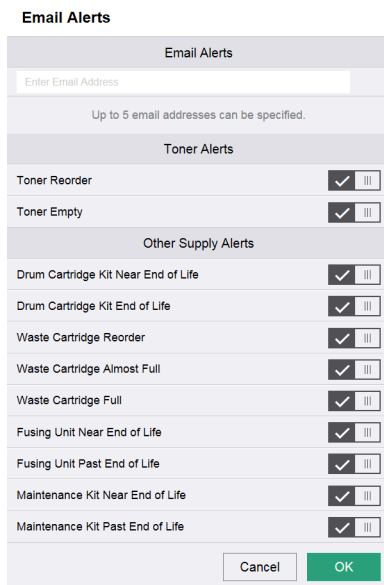 Email Alerts
Email Alerts
Enter Email Address
Up to 5 email addresses can be specified.
Toner Alerts
Toner Reorder
Toner Empty
Other Supply Alerts
Drum Cartridge Kit Near End of Life
Drum Cartridge Kit End of Life
Waste Cartridge Reorder
Waste Cartridge Almost Full
Waste Cartridge Full
Fusing Unit Near End of Life
Fusing Unit Past End of Life
Maintenance Kit Near End of Life
Maintenance Kit Past End of Life
Cancel OK